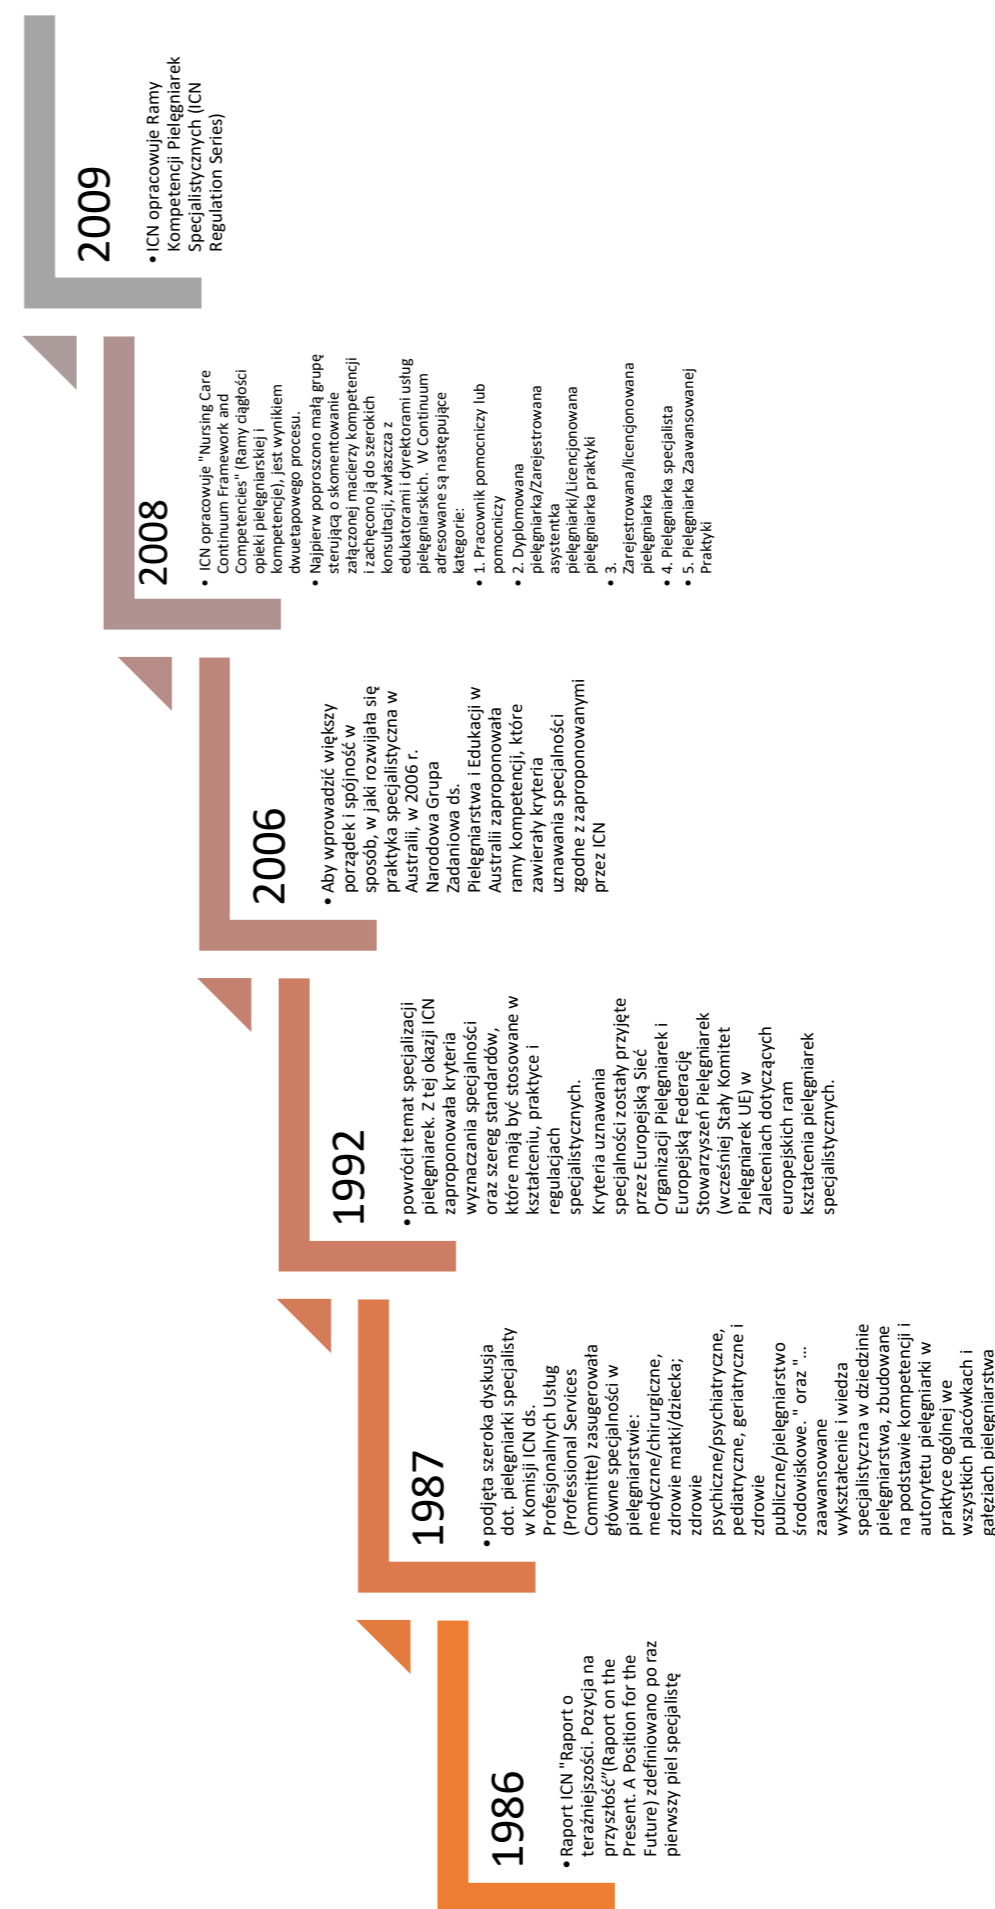 1986
• Raport ICN "Raport o
teraźniejszości. Pozycja na
przyszłość"(Raport on the
Present. A Position for the
Future) zdefiniowano po raz
pierwszy piel specjalistę
1987
• podjęta szeroka dyskusja
dot. pielęgniarki specjalisty
w Komisji ICN ds.
Profesjonalnych Usług
(Professional Services
Committe) zasugerowała
główne specjalności w
pielęgniarstwie:
medyczne/chirurgiczne,
zdrowie matki/dziecka;
zdrowie
psychiczne/psychiatryczne,
pediatryczne, geriatryczne i
zdrowie
publiczne/pielęgniarstwo
środowiskowe. " oraz "...
zaawansowane
wykształcenie i wiedza
specjalistyczna w dziedzinie
pielęgniarstwa, zbudowane
na podstawie kompetencji i
autorytetu pielęgniarki w
praktyce ogólnej we
wszystkich placówkach i
gałęziach pielęgniarstwa
1992
• powrócił temat specjalizacji
pielęgniarek. Z tej okazji ICN
zaproponowała kryteria
wyznaczania specjalności
oraz szereg standardów,
które mają być stosowane w
kształceniu, praktyce i
regulacjach
specjalistycznych.
Kryteria uznawania
specjalności zostały przyjęte
przez Europejską Sieć
Organizacji Pielęgniarek i
Europejską Federację
Stowarzyszeń Pielęgniarek
(wcześniej Stały Komitet
Pielęgniarek UE) w
Zaleceniach dotyczących
europejskich ram
kształcenia pielęgniarek
specjalistycznych.
2006
• Aby wprowadzić większy
porządek i spójność w
sposób, w jaki rozwijała się
praktyka specjalistyczna w
Australii, w 2006 r.
Narodowa Grupa
Zadaniowa ds.
Pielęgniarstwa i Edukacji w
Australii zaproponowała
ramy kompetencji, które
zawierały kryteria
uznawania specjalności
zgodne z zaproponowanymi
przez ICN
2008
• ICN opracowuje "Nursing Care
Continuum Framework and
Competencies" (Ramy ciągłości
opieki pielęgniarskiej i
kompetencje), jest wynikiem
dwuetapowego procesu.
• Najpierw poproszono małą grupę
sterującą o skomentowanie
załączonej macierzy kompetencji
i zachęcono ją do szerokich
konsultacji, zwłaszcza z
edukatorami i dyrektorami usług
pielęgniarskich. W Continuum
adresowane są następujące
kategorie:
• 1. Pracownik pomocniczy lub
pomocniczy
• 2. Dyplomowana
pielęgniarka/Zarejestrowana
asystentka
pielęgniarki/Licencjonowana
pielęgniarka praktyki
• 3.
Zarejestrowana/licencjonowana
pielęgniarka
• 4. Pielęgniarka specjalista
• 5. Pielęgniarka Zaawansowanej
Praktyki
2009
• ICN opracowuje Ramy
Kompetencji Pielęgniarek
Specjalistycznych (ICN
Regulation Series)